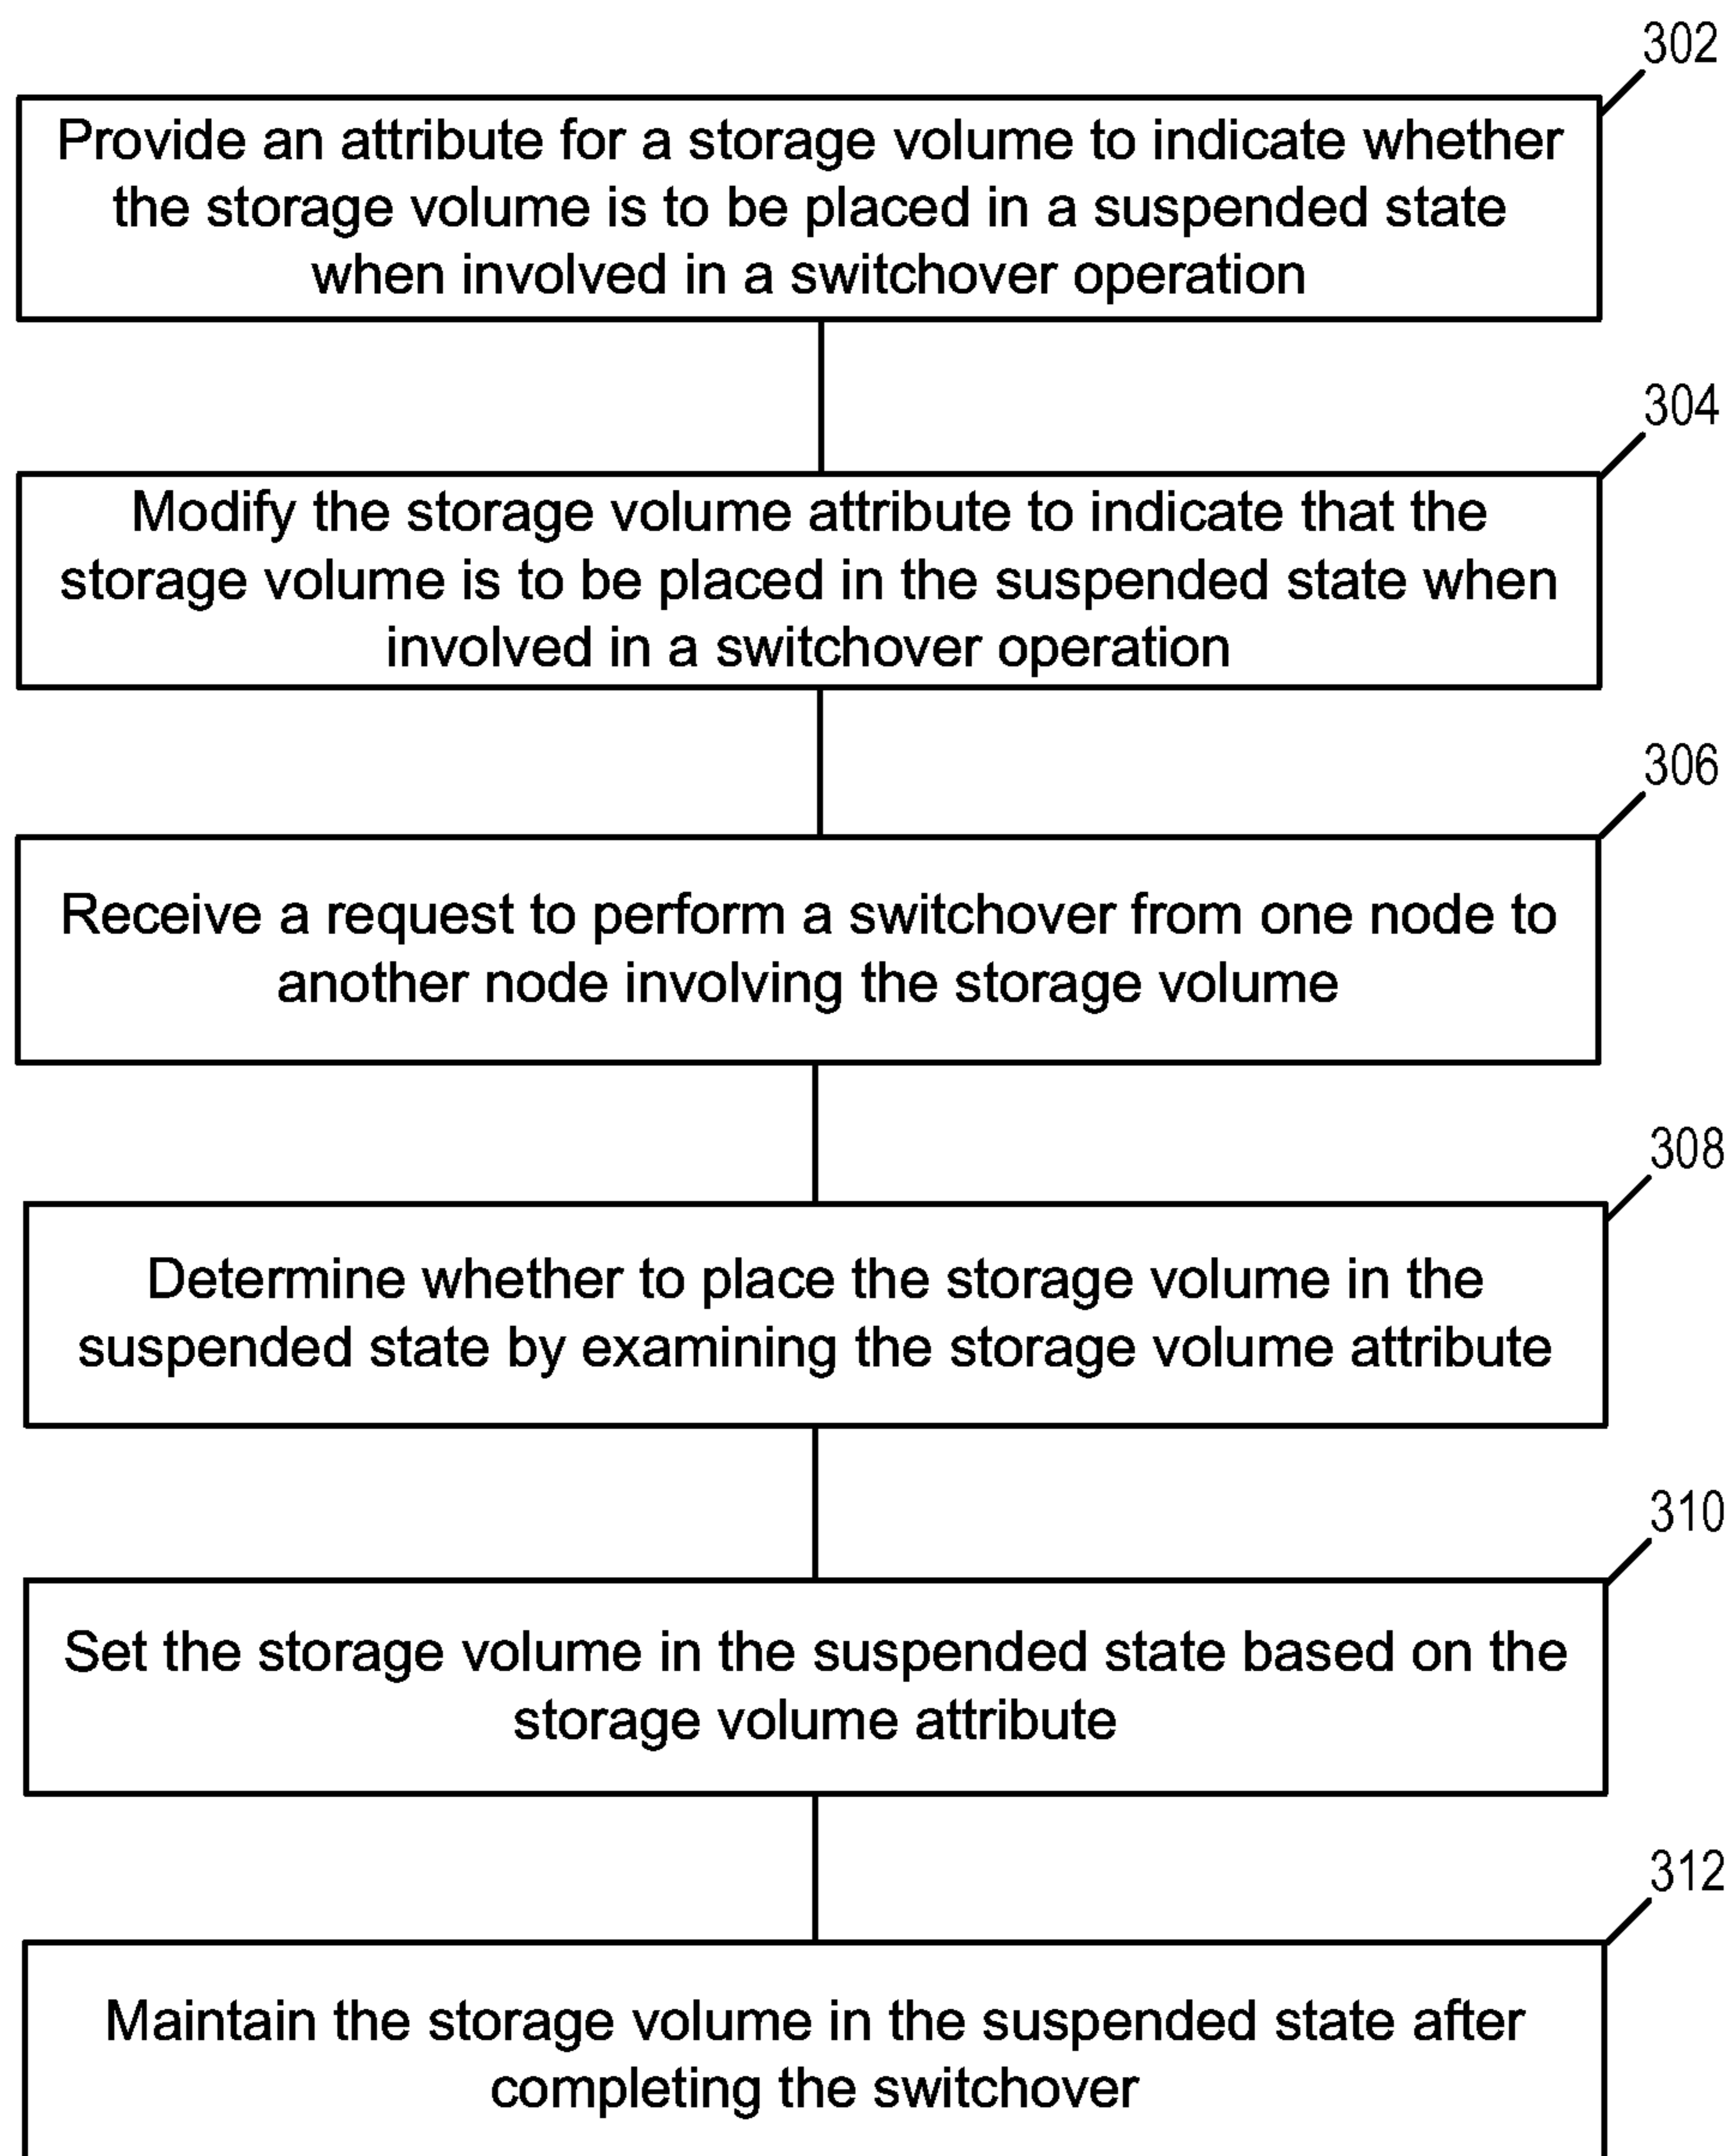 302
Provide an attribute for a storage volume to indicate whether
the storage volume is to be placed in a suspended state
when involved in a switchover operation
304
Modify the storage volume attribute to indicate that the
storage volume is to be placed in the suspended state when
involved in a switchover operation
306
Receive a request to perform a switchover from one node to
another node involving the storage volume
308
Determine whether to place the storage volume in the
suspended state by examining the storage volume attribute
310
Set the storage volume in the suspended state based on the
storage volume attribute
312
Maintain the storage volume in the suspended state after
completing the switchover